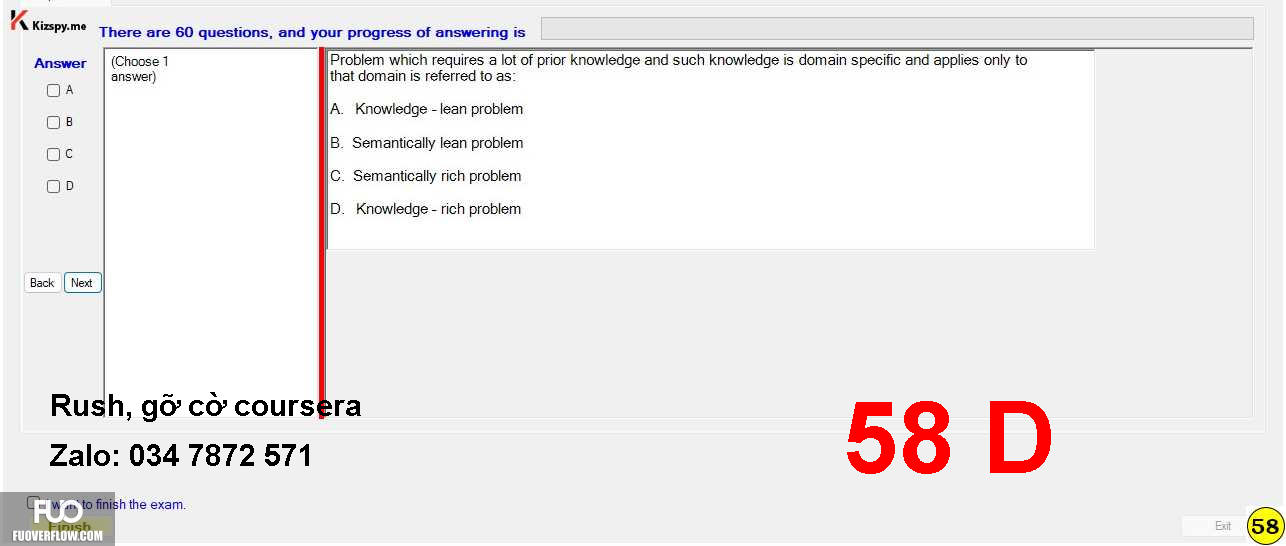 Kizspy.me
There are 60 questions, and your progress of answering is
Answer
(Choose 1
answer)
A
B
C
D
Problem which requires a lot of prior knowledge and such knowledge is domain specific and applies only to
that domain is referred to as:
A. Knowledge - lean problem
B. Semantically lean problem
C. Semantically rich problem
D. Knowledge - rich problem
Back
Next
Rush, gỡ cờ coursera
Zalo: 034 7872 571
58 D
I want to finish the exam.
Finish
FUO
FUOVERFLOW.COM
Exit
58